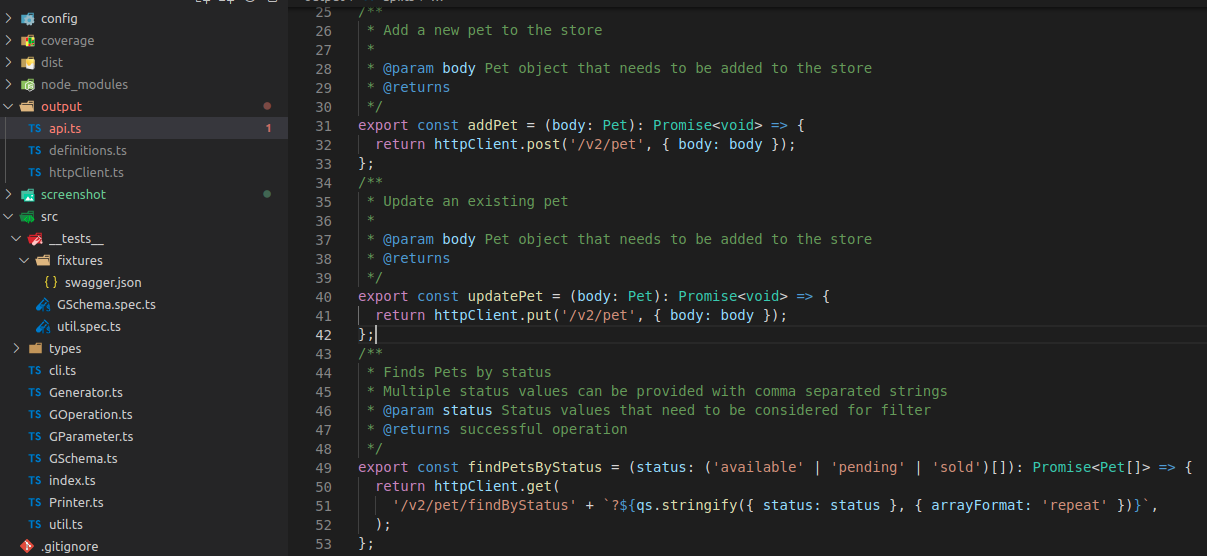 config
coverage
dist
node_modules
output
TS api.ts 1
TS definitions.ts
TS httpClient.ts
screenshot
src
__tests__
fixtures
{} swagger.json
GSchema.spec.ts
util.spec.ts
types
TS cli.ts
TS Generator.ts
TS GOperation.ts
TS GParameter.ts
TS GSchema.ts
TS index.ts
TS Printer.ts
TS util.ts
.gitignore
25 /**
26  * Add a new pet to the store
27  *
28  * @param body Pet object that needs to be added to the store
29  * @returns
30  */
31 export const addPet = (body: Pet): Promise<void> => {
32   return httpClient.post('/v2/pet', { body: body });
33 };
34 /**
35  * Update an existing pet
36  *
37  * @param body Pet object that needs to be added to the store
38  * @returns
39  */
40 export const updatePet = (body: Pet): Promise<void> => {
41   return httpClient.put('/v2/pet', { body: body });
42 };
43 /**
44  * Finds Pets by status
45  * Multiple status values can be provided with comma separated strings
46  * @param status Status values that need to be considered for filter
47  * @returns successful operation
48  */
49 export const findPetsByStatus = (status: ('available' | 'pending' | 'sold')[]): Promise<Pet[]> => {
50   return httpClient.get(
51     '/v2/pet/findByStatus' + `?${qs.stringify({ status: status }, { arrayFormat: 'repeat' })}`,
52   );
53 };